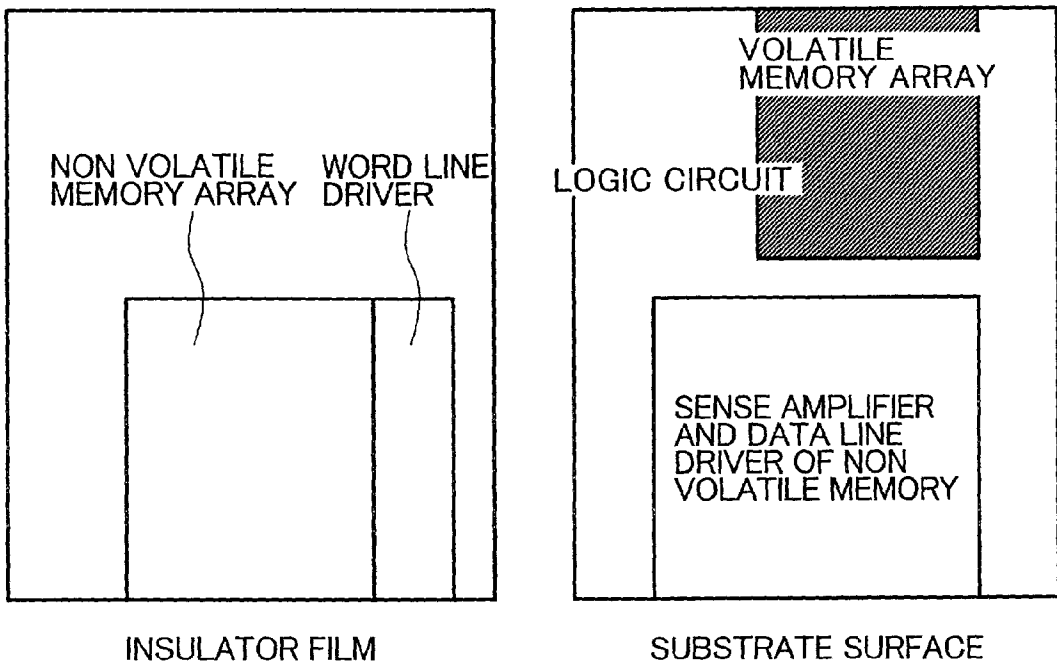 NON VOLATILE
MEMORY ARRAY
WORD LINE
DRIVER
INSULATOR FILM
VOLATILE
MEMORY ARRAY
LOGIC CIRCUIT
SENSE AMPLIFIER
AND DATA LINE
DRIVER OF NON
VOLATILE MEMORY
SUBSTRATE SURFACE